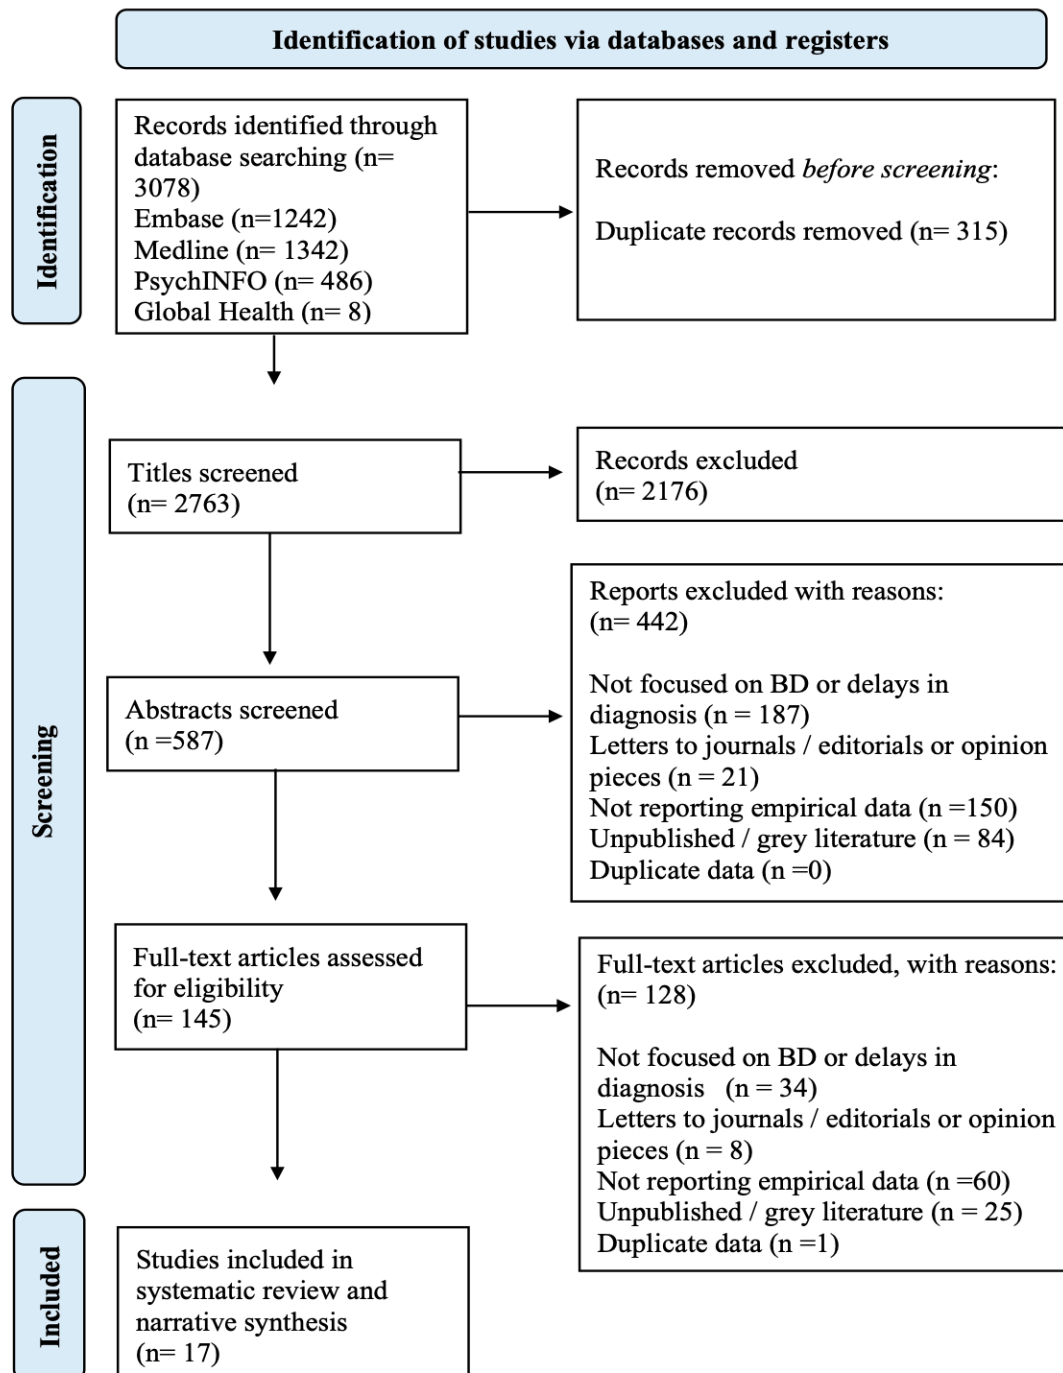 Identification of studies via databases and registers
Identification
Records identified through
database searching (n=
3078)
Embase (n=1242)
Medline (n= 1342)
PsychINFO (n= 486)
Global Health (n= 8)
Records removed before screening:
Duplicate records removed (n= 315)
Screening
Titles screened
(n= 2763)
Records excluded
(n= 2176)
Abstracts screened
(n =587)
Reports excluded with reasons:
(n= 442)
Not focused on BD or delays in
diagnosis (n = 187)
Letters to journals / editorials or opinion
pieces (n = 21)
Not reporting empirical data (n =150)
Unpublished / grey literature (n = 84)
Duplicate data (n =0)
Full-text articles assessed
for eligibility
(n= 145)
Full-text articles excluded, with reasons:
(n= 128)
Not focused on BD or delays in
diagnosis (n = 34)
Letters to journals / editorials or opinion
pieces (n = 8)
Not reporting empirical data (n =60)
Unpublished / grey literature (n = 25)
Duplicate data (n =1)
Included
Studies included in
systematic review and
narrative synthesis
(n= 17)